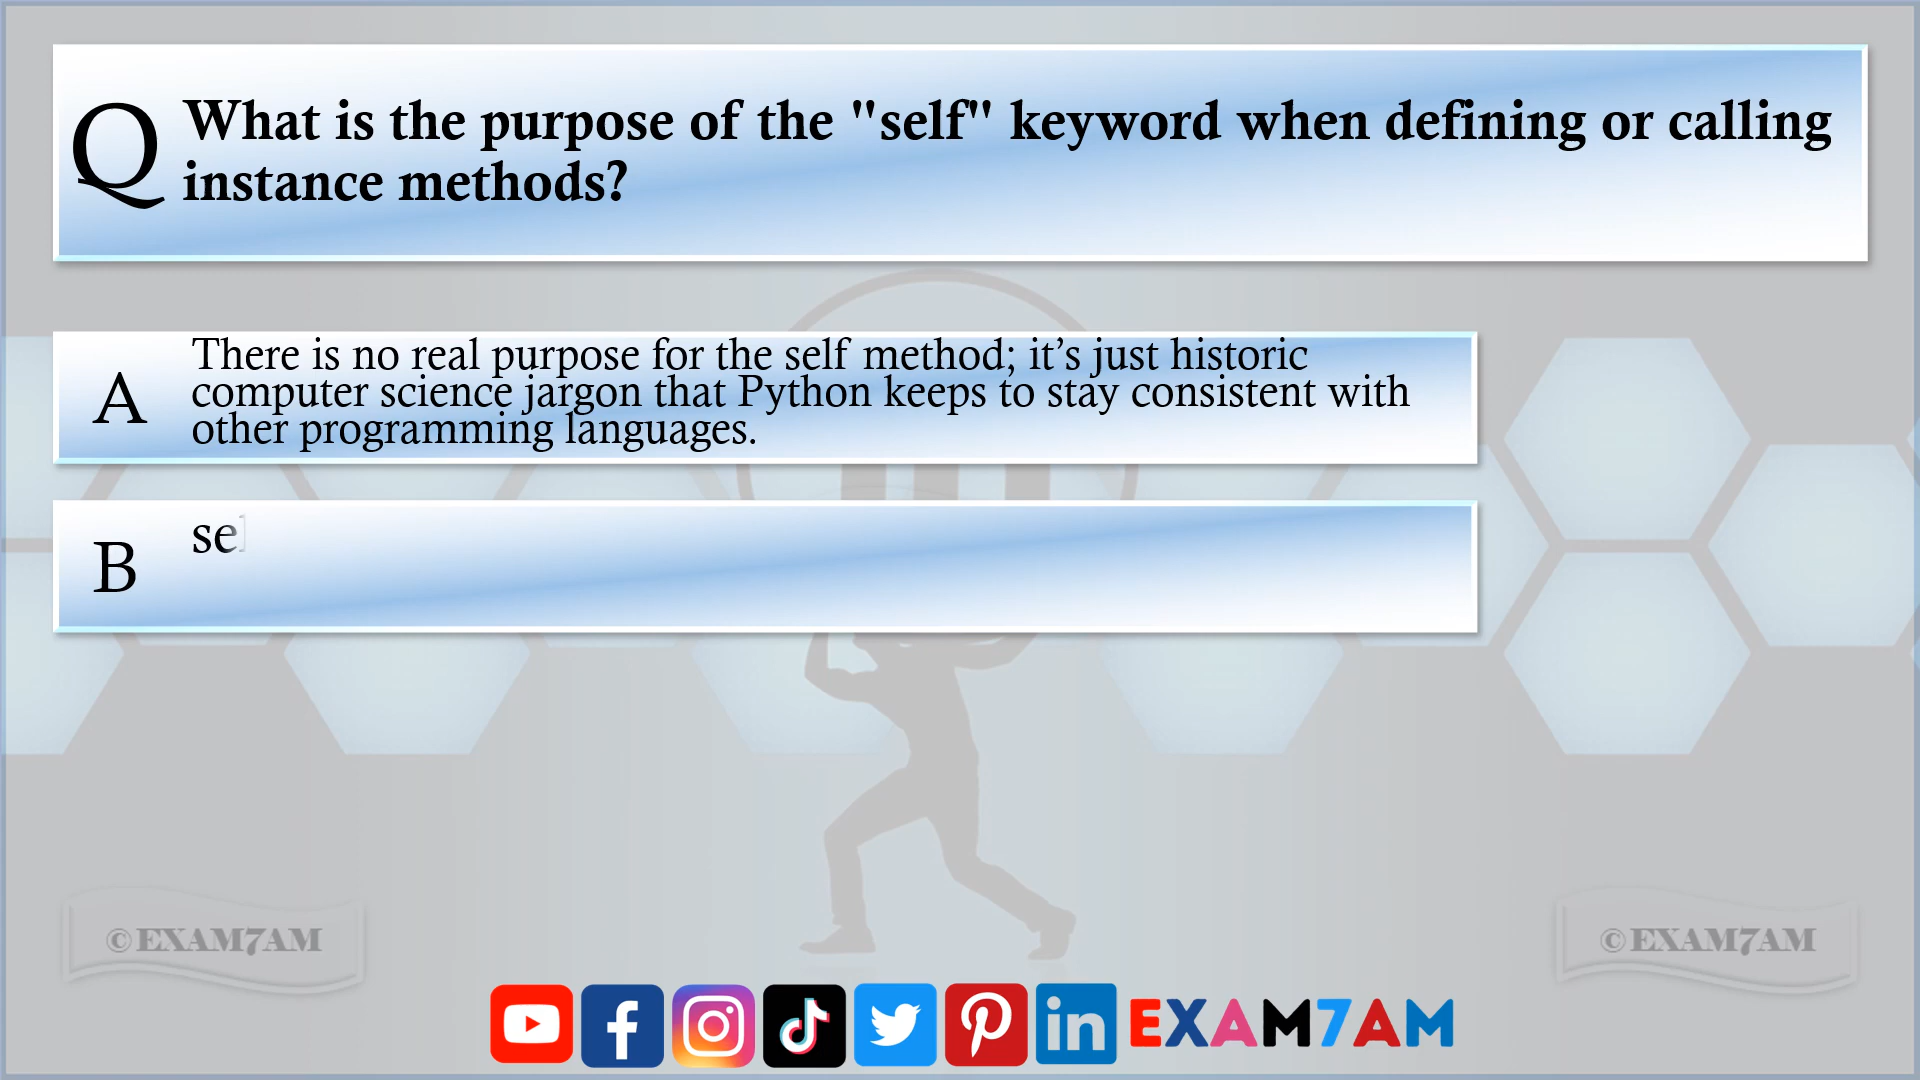 Q
What is the purpose of the "self" keyword when defining or calling
instance methods?
A
There is no real purpose for the self method; it’s just historic
computer science jargon that Python keeps to stay consistent with
other programming languages.
B
se
©EXAM7AM
©EXAM7AM
EXAM7AM